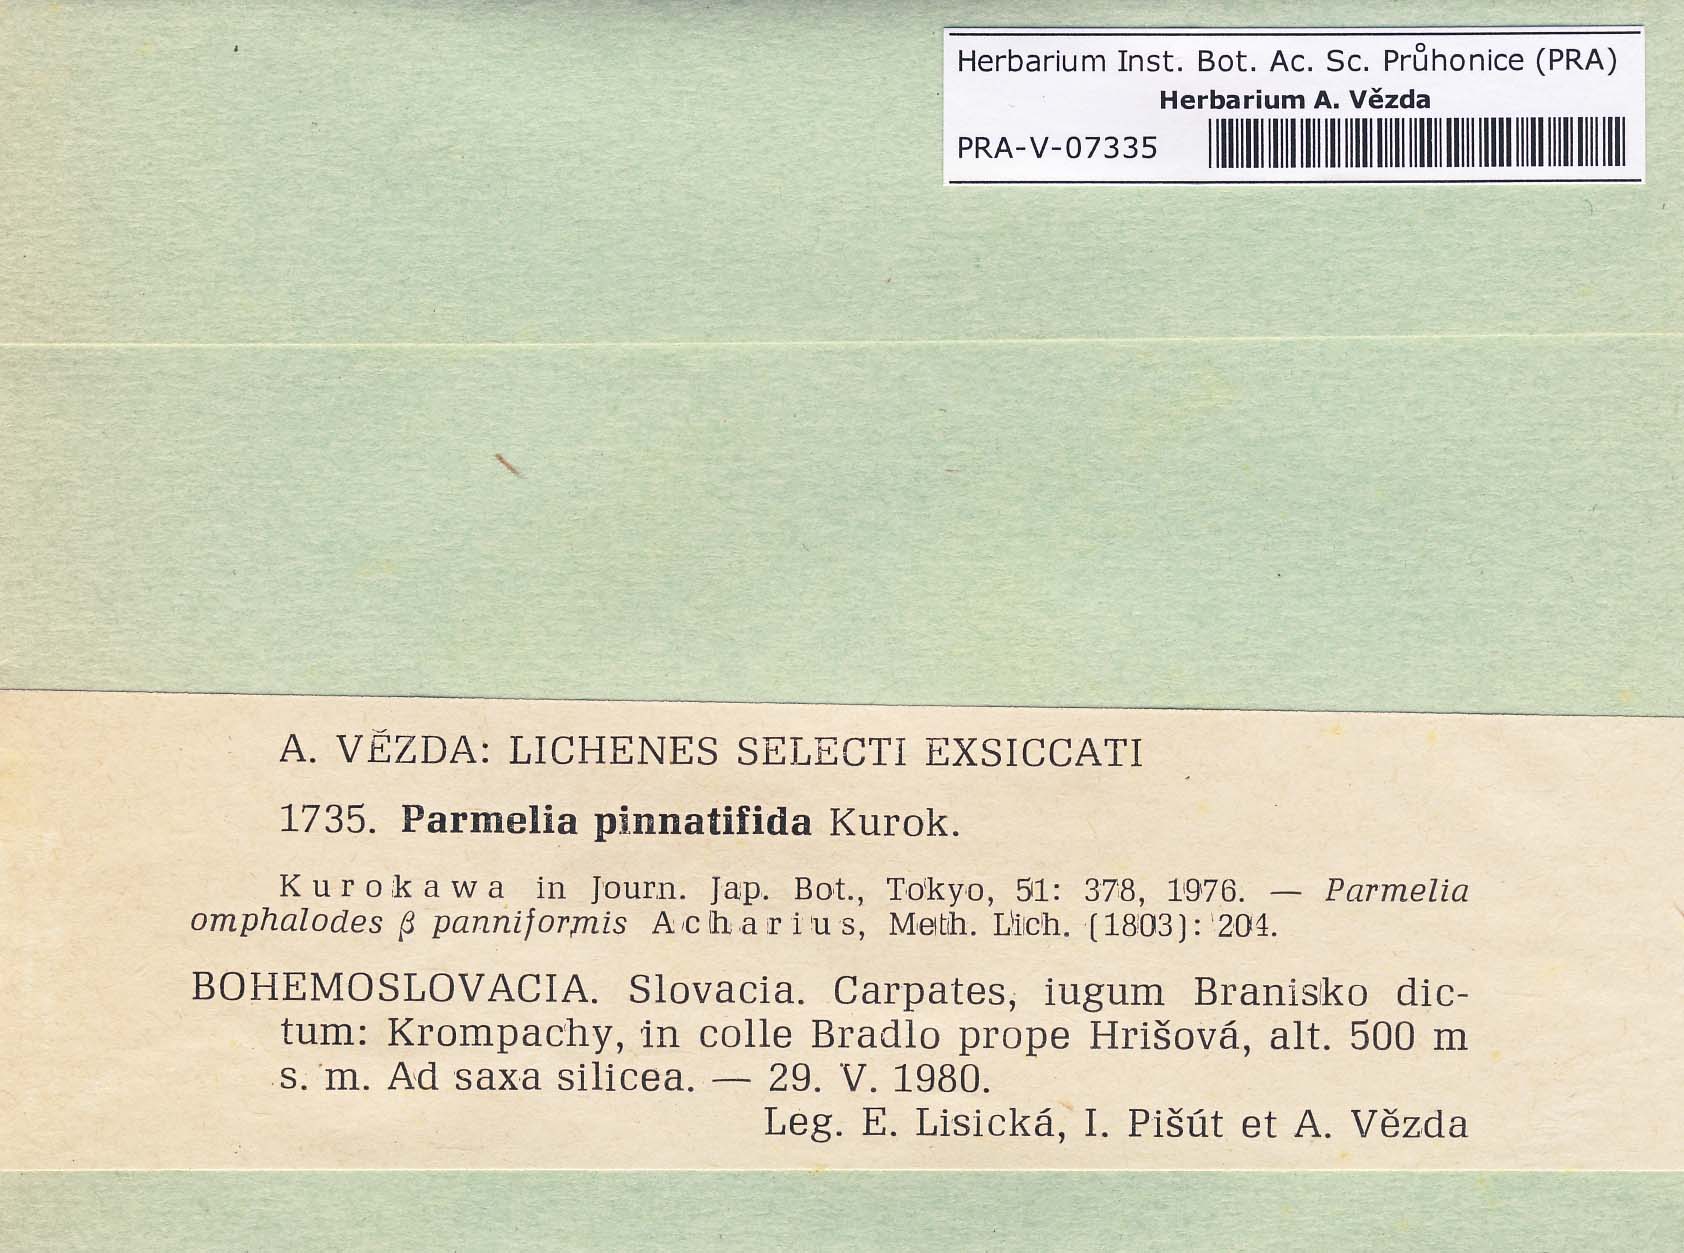 Herbarium Inst. Bot. Ac. Sc. Průhonice (PRA)
Herbarium A. Vězda
PRA-V-07335
A. VĚZDA: LICHENES SELECTI EXSICCATI
1735. Parmelia pinnatifida Kurok.
Kurokawa in Journ. Jap. Bot., Tokyo, 51: 378, 1976. — Parmelia
omphalodes β panniformis Acharius, Meth. Lich. (1803): 204.
BOHEMOSLOVACIA. Slovacia. Carpates, iugum Branisko dic-
tum: Krompachy, in colle Bradlo prope Hrišová, alt. 500 m
s. m. Ad saxa silicea. — 29. V. 1980.
Leg. E. Lisická, I. Pišút et A. Vězda